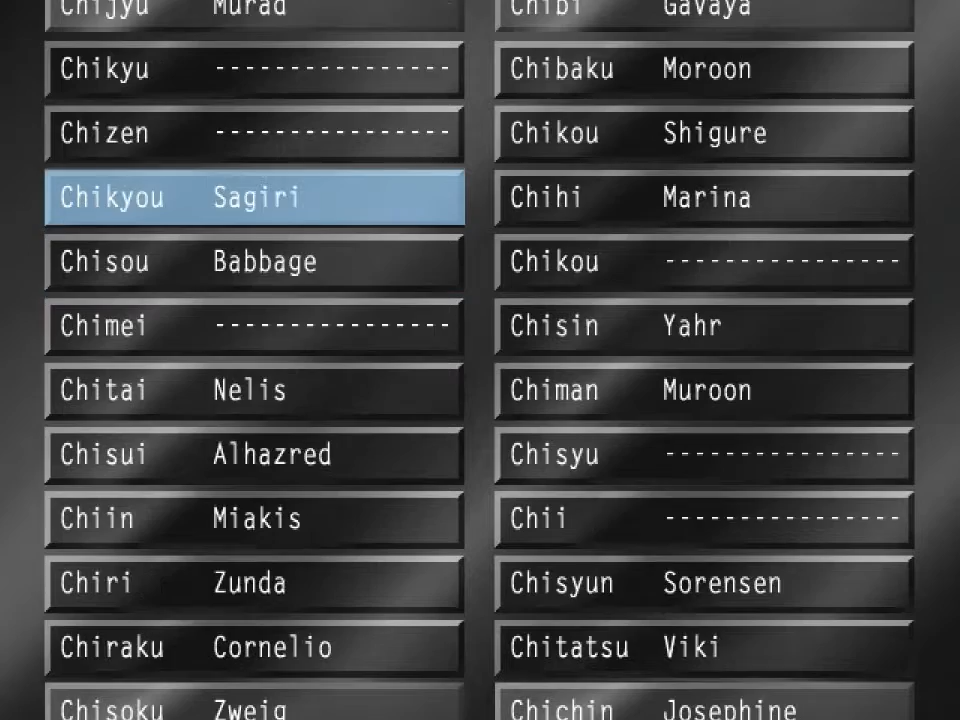 Chijyu Murad Chibi Gavaya
Chikyu ---------------- Chibaku Moroon
Chizen ---------------- Chikou Shigure
Chikyou Sagiri Chihi Marina
Chisou Babbage Chikou ----------------
Chimei ---------------- Chisin Yahr
Chitai Nelis Chiman Muroon
Chisui Alhazred Chisyu ----------------
Chiin Miakis Chii ----------------
Chiri Zunda Chisyun Sorensen
Chiraku Cornelio Chitatsu Viki
Chisoku Zweig Chichin Josephine